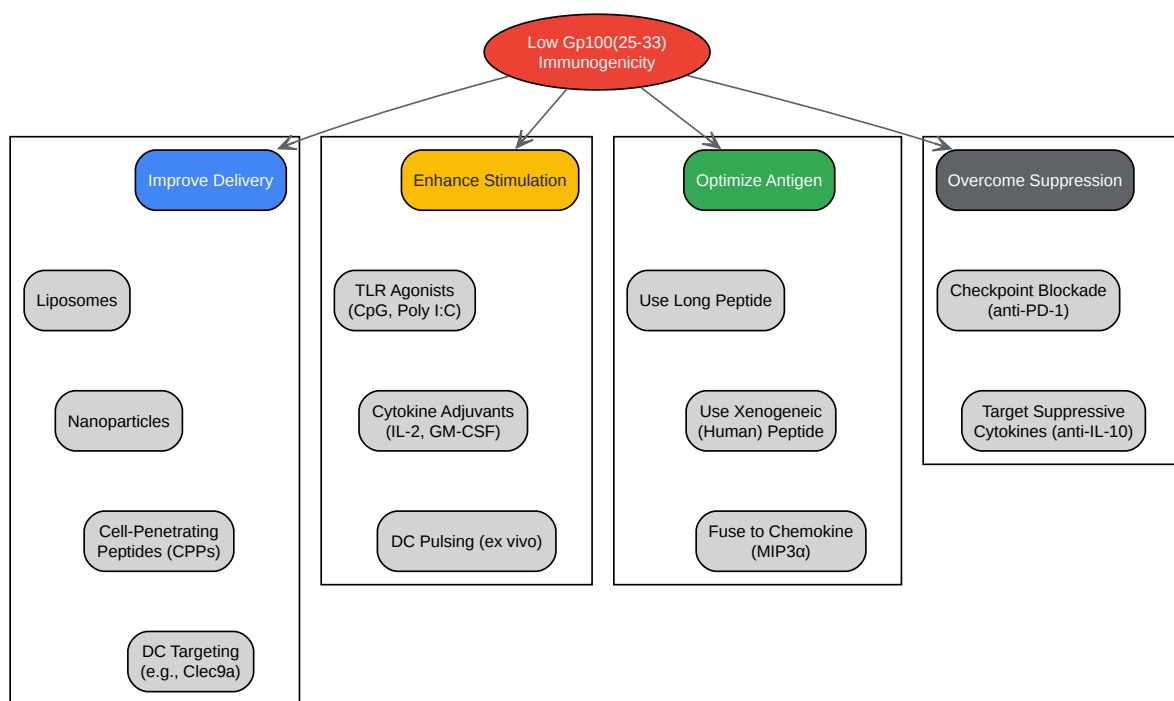 Low Gp100(25-33)
Immunogenicity
Improve Delivery
Liposomes
Nanoparticles
Cell-Penetrating
Peptides (CPPs)
DC Targeting
(e.g., Clec9a)
Enhance Stimulation
TLR Agonists
(CpG, Poly I:C)
Cytokine Adjuvants
(IL-2, GM-CSF)
DC Pulsing (ex vivo)
Optimize Antigen
Use Long Peptide
Use Xenogeneic
(Human) Peptide
Fuse to Chemokine
(MIP3α)
Overcome Suppression
Checkpoint Blockade
(anti-PD-1)
Target Suppressive
Cytokines (anti-IL-10)